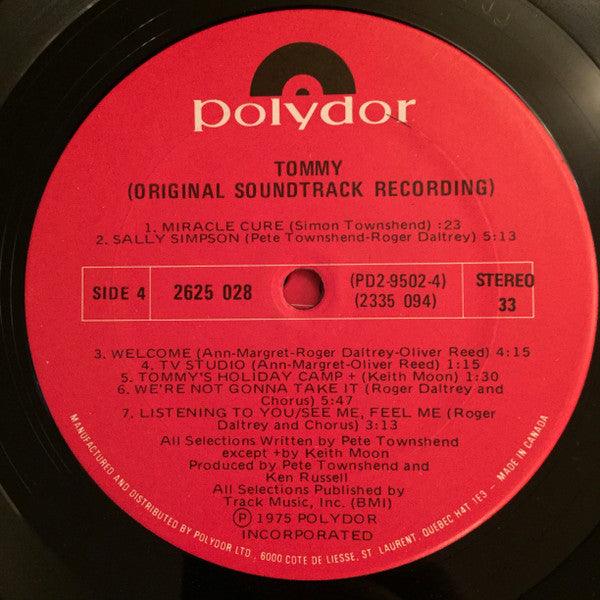 polydor
TOMMY
(ORIGINAL SOUNDTRACK RECORDING)
1. MIRACLE CURE (Simon Townshend) :23
2. SALLY SIMPSON (Pete Townshend-Roger Daltrey) 5:13
SIDE 4
2625 028
(PD2-9502-4)
(2335 094)
STEREO
33
3. WELCOME (Ann-Margret-Roger Daltrey-Oliver Reed) 4:15
4. TV STUDIO (Ann-Margret-Oliver Reed) 1:15
5. TOMMY'S HOLIDAY CAMP + (Keith Moon) 1:30
6. WE'RE NOT GONNA TAKE IT (Roger Daltrey and
Chorus) 5:47
7. LISTENING TO YOU/SEE ME, FEEL ME (Roger
Daltrey and Chorus) 3:13
All Selections Written by Pete Townshend
except +by Keith Moon
Produced by Pete Townshend and
Ken Russell
All Selections Published by
Track Music, Inc. (BMI)
Ⓟ 1975 POLYDOR
INCORPORATED
MANUFACTURED AND DISTRIBUTED BY POLYDOR LTD., 6000 COTE DE LIESSE, ST. LAURENT, QUEBEC H4T 1E3 – MADE IN CANADA